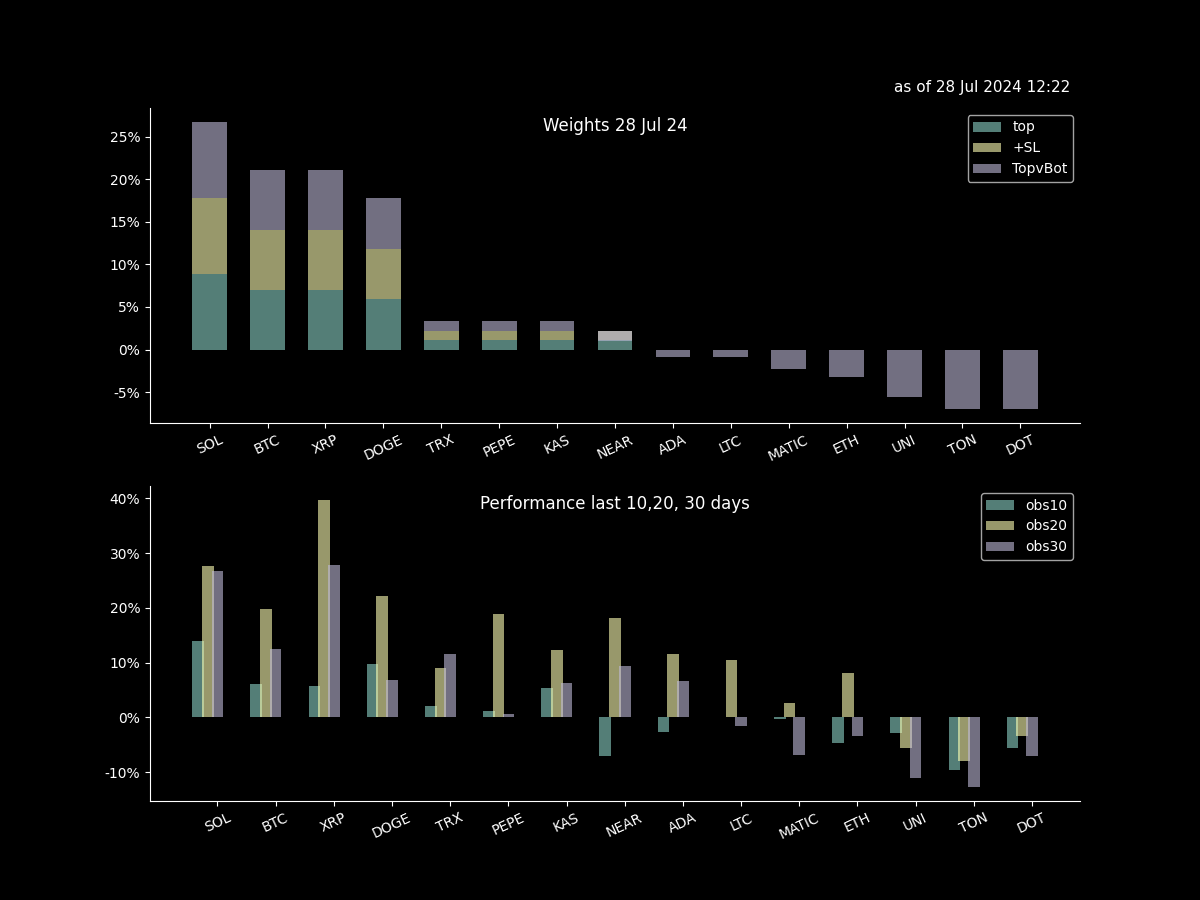 as of 28 Jul 2024 12:22
Weights 28 Jul 24
top
+SL
TopvBot
25%
20%
15%
10%
5%
0%
-5%
SOL BTC XRP DOGE TRX PEPE KAS NEAR ADA LTC MATIC ETH UNI TON DOT
Performance last 10,20, 30 days
obs10
obs20
obs30
40%
30%
20%
10%
0%
-10%
SOL BTC XRP DOGE TRX PEPE KAS NEAR ADA LTC MATIC ETH UNI TON DOT